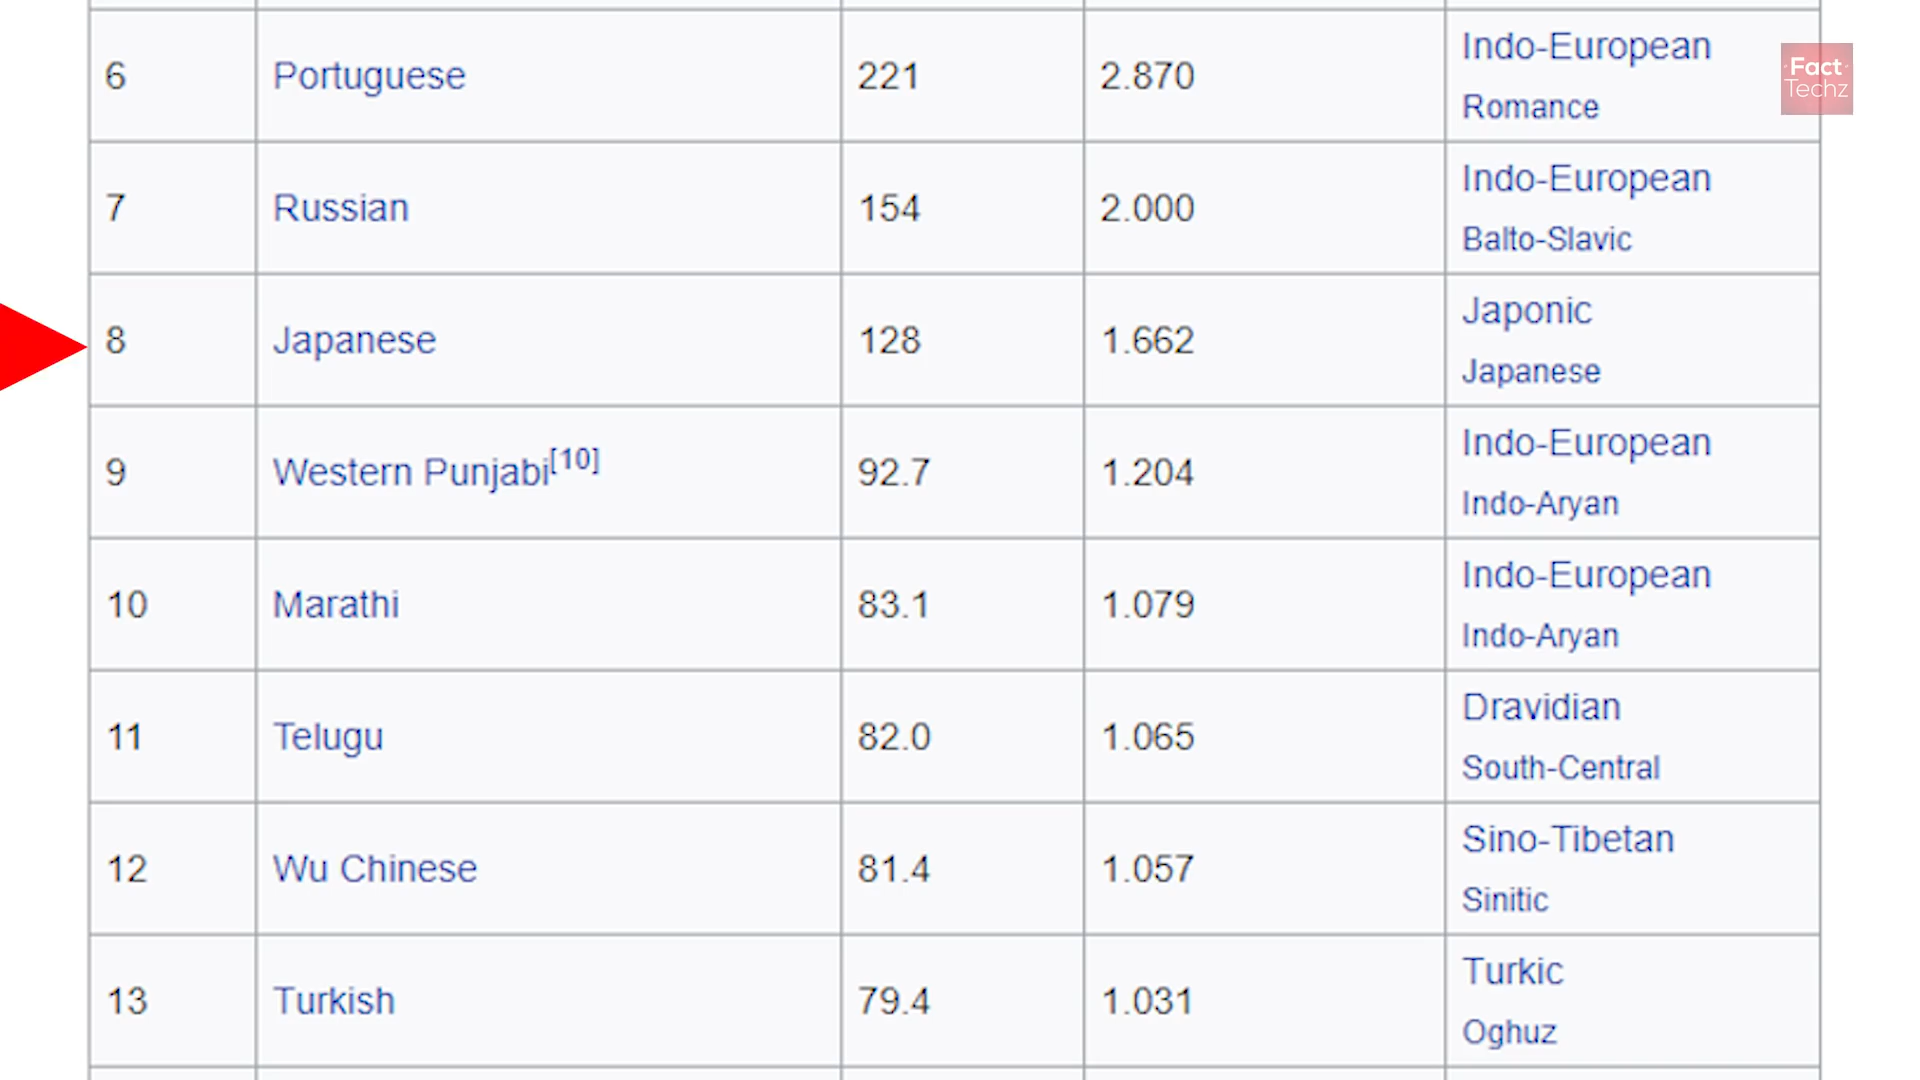 6 Portuguese 221 2.870 Indo-European
Romance
Fact
Techz
7 Russian 154 2.000 Indo-European
Balto-Slavic
8 Japanese 128 1.662 Japonic
Japanese
9 Western Punjabi[10] 92.7 1.204 Indo-European
Indo-Aryan
10 Marathi 83.1 1.079 Indo-European
Indo-Aryan
11 Telugu 82.0 1.065 Dravidian
South-Central
12 Wu Chinese 81.4 1.057 Sino-Tibetan
Sinitic
13 Turkish 79.4 1.031 Turkic
Oghuz